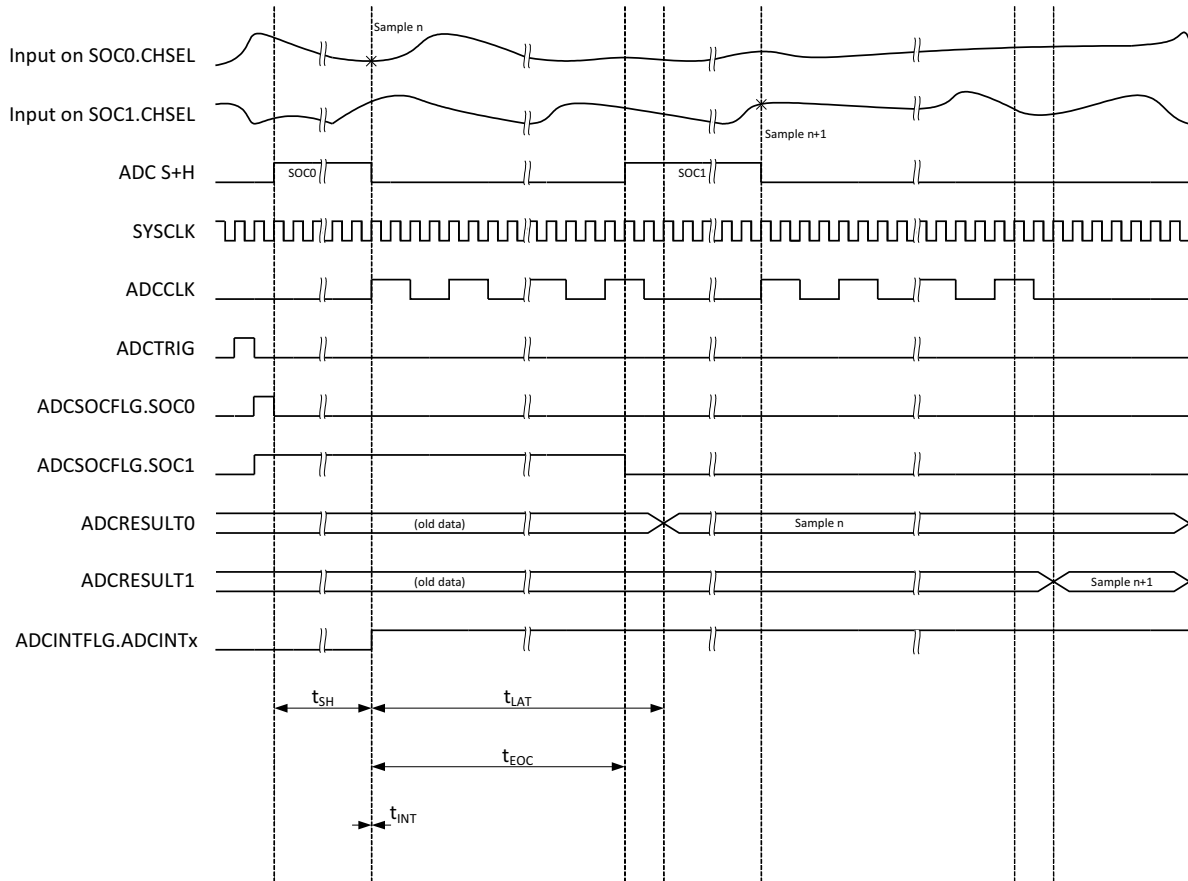 Sample n
Input on SOC0.CHSEL
Input on SOC1.CHSEL
Sample n+1
ADC S+H
SOC0
SOC1
SYSCLK
ADCCLK
ADCTRIG
ADCSOCFLG.SOC0
ADCSOCFLG.SOC1
ADCRESULT0
(old data)
Sample n
ADCRESULT1
(old data)
Sample n+1
ADCINTFLG.ADCINTx
tSH
tLAT
tEOC
tINT